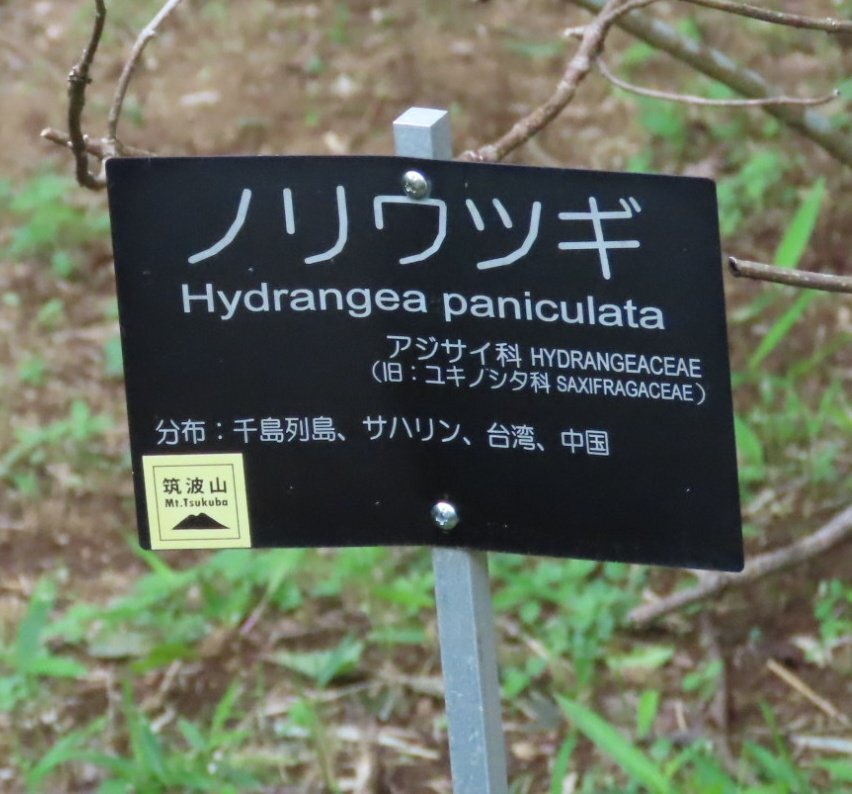 ノリウツギ
Hydrangea paniculata
アジサイ科 HYDRANGEACEAE
（旧：ユキノシタ科 SAXIFRAGACEAE）
分布：千島列島、サハリン、台湾、中国
筑波山
Mt.Tsukuba